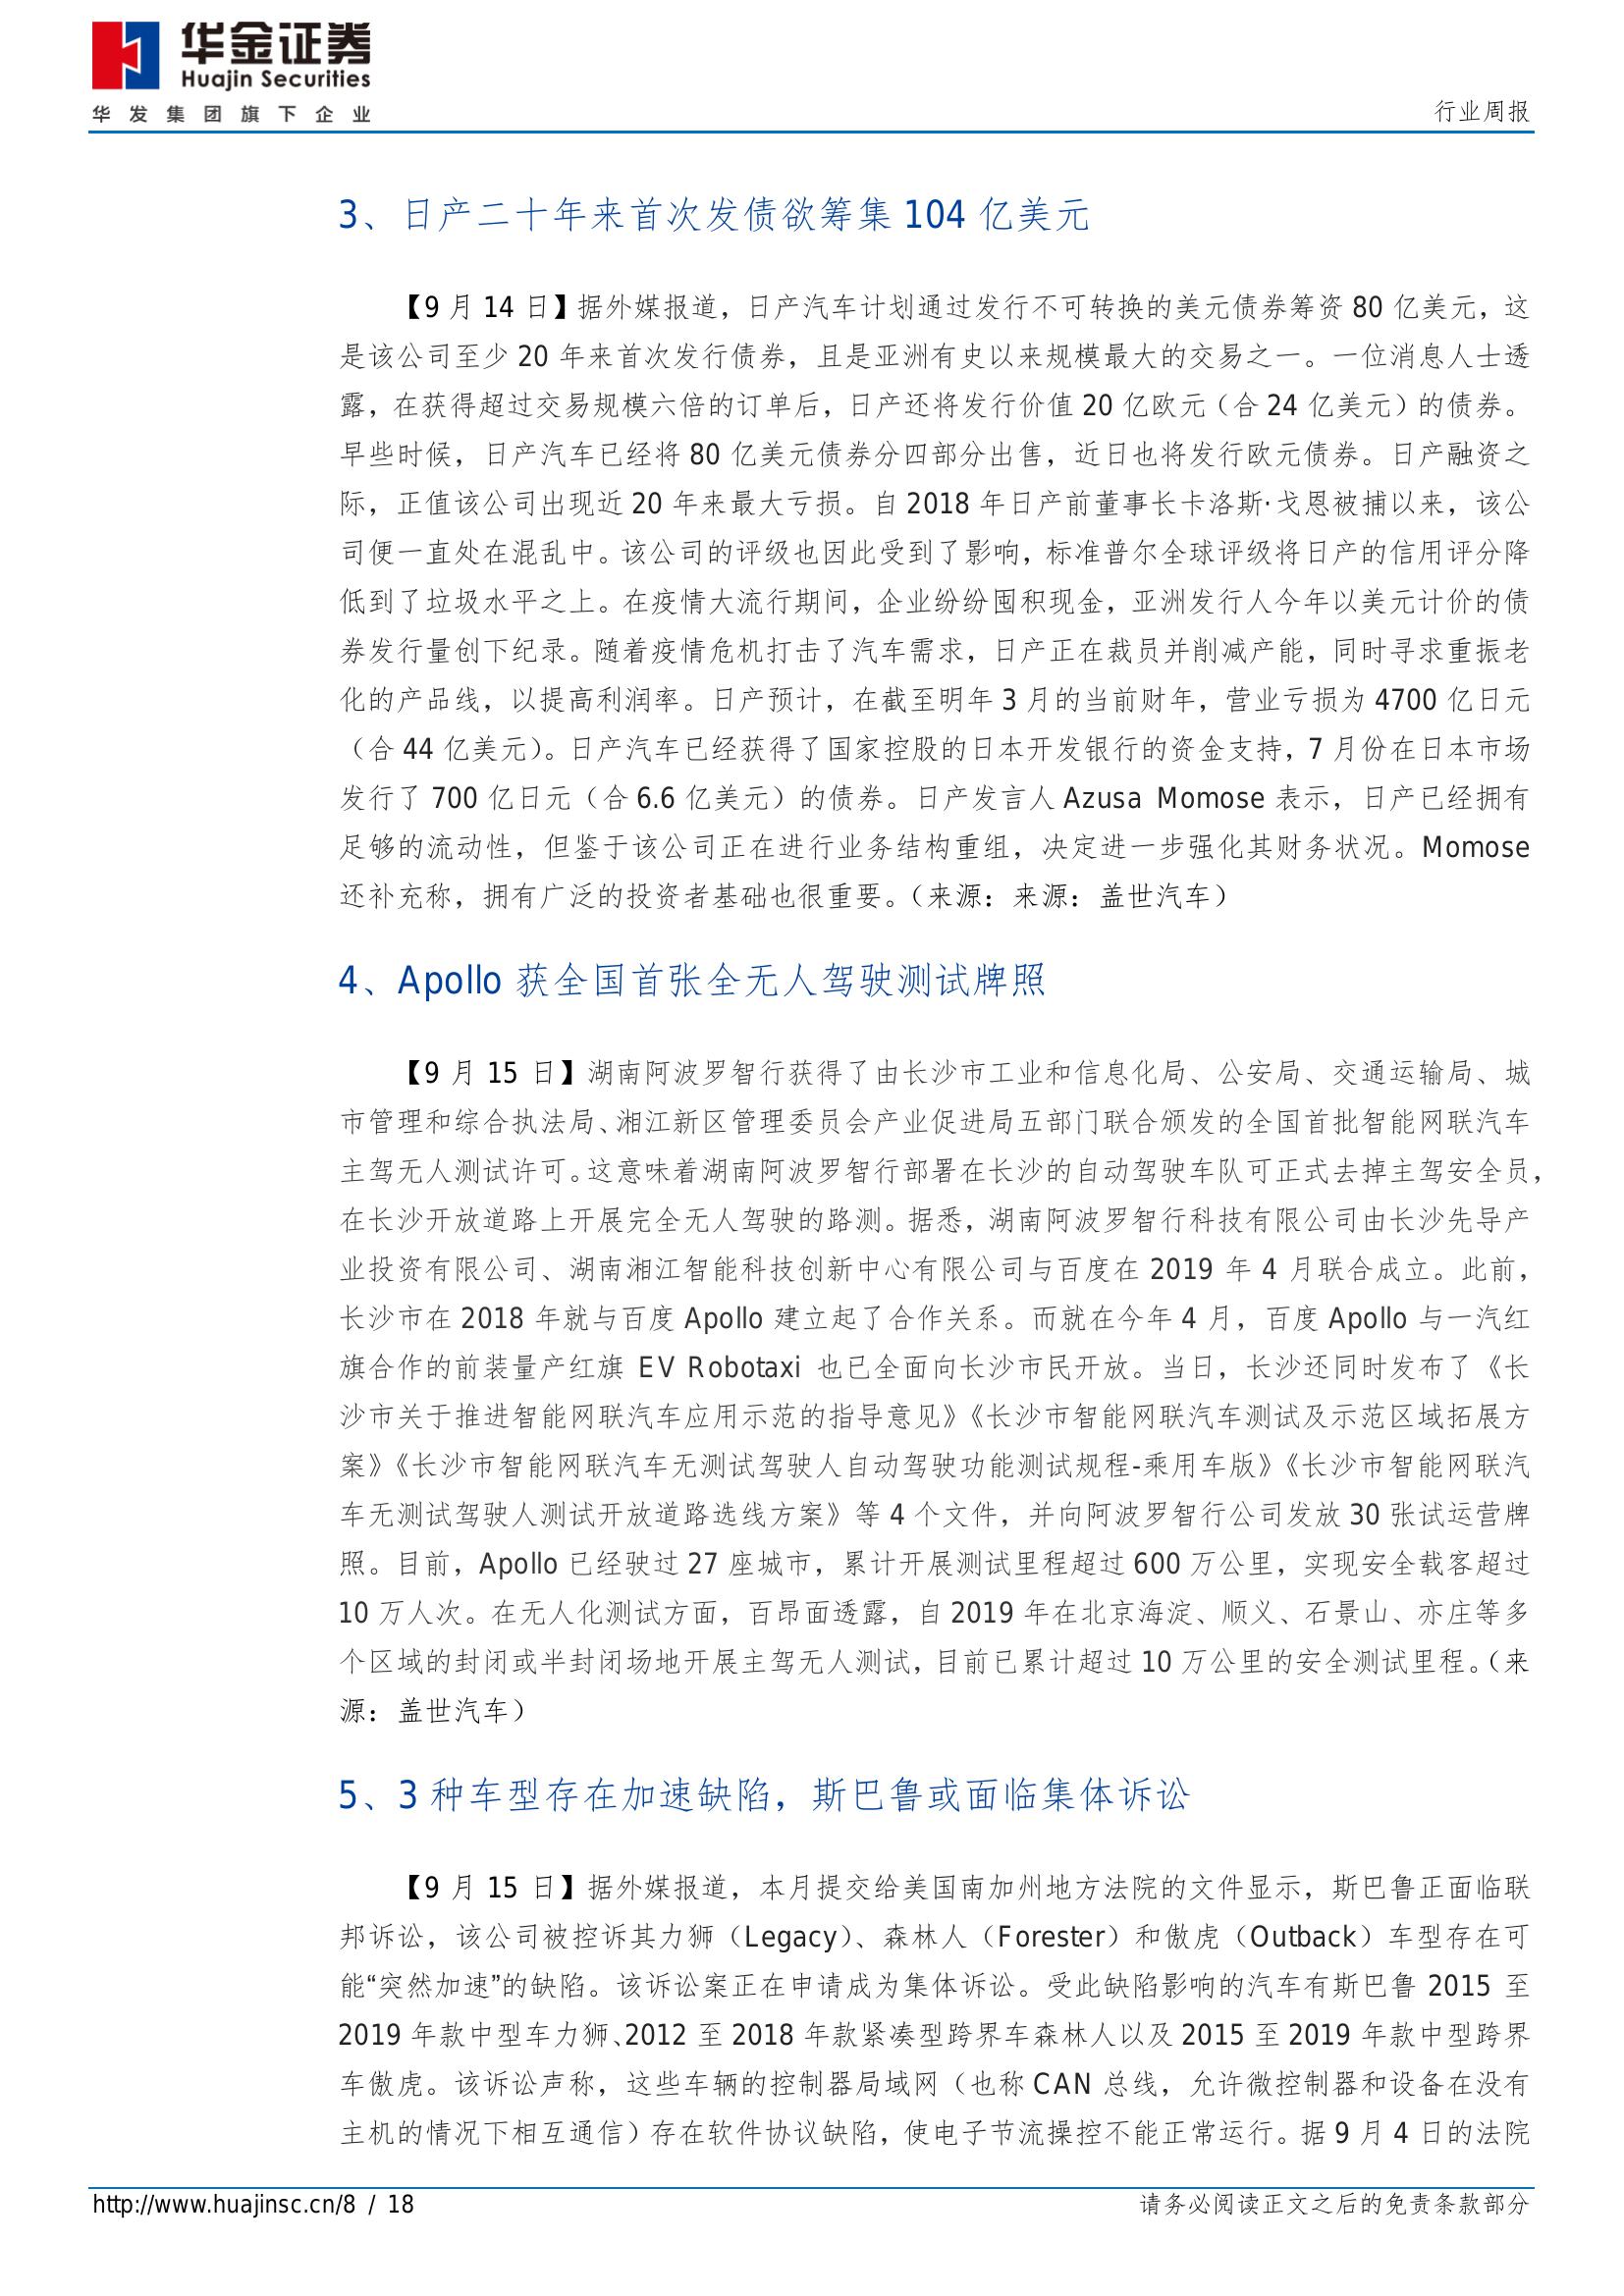 华金证券
Huajin Securities
华发集团旗下企业
行业周报
3、日产二十年来首次发债欲筹集 104 亿美元
【9 月 14 日】据外媒报道，日产汽车计划通过发行不可转换的美元债券筹资 80 亿美元，这
是该公司至少 20 年来首次发行债券，且是亚洲有史以来规模最大的交易之一。一位消息人士透
露，在获得超过交易规模六倍的订单后，日产还将发行价值 20 亿欧元（合 24 亿美元）的债券。
早些时候，日产汽车已经将 80 亿美元债券分四部分出售，近日也将发行欧元债券。日产融资之
际，正值该公司出现近 20 年来最大亏损。自 2018 年日产前董事长卡洛斯·戈恩被捕以来，该公
司便一直处在混乱中。该公司的评级也因此受到了影响，标准普尔全球评级将日产的信用评分降
低到了垃圾水平之上。在疫情大流行期间，企业纷纷囤积现金，亚洲发行人今年以美元计价的债
券发行量创下纪录。随着疫情危机打击了汽车需求，日产正在裁员并削减产能，同时寻求重振老
化的产品线，以提高利润率。日产预计，在截至明年 3 月的当前财年，营业亏损为 4700 亿日元
（合 44 亿美元）。日产汽车已经获得了国家控股的日本开发银行的资金支持，7 月份在日本市场
发行了 700 亿日元（合 6.6 亿美元）的债券。日产发言人 Azusa Momose 表示，日产已经拥有
足够的流动性，但鉴于该公司正在进行业务结构重组，决定进一步强化其财务状况。Momose
还补充称，拥有广泛的投资者基础也很重要。（来源：来源：盖世汽车）
4、Apollo 获全国首张全无人驾驶测试牌照
【9 月 15 日】湖南阿波罗智行获得了由长沙市工业和信息化局、公安局、交通运输局、城
市管理和综合执法局、湘江新区管理委员会产业促进局五部门联合颁发的全国首批智能网联汽车
主驾无人测试许可。这意味着湖南阿波罗智行部署在长沙的自动驾驶车队可正式去掉主驾安全员，
在长沙开放道路上开展完全无人驾驶的路测。据悉，湖南阿波罗智行科技有限公司由长沙先导产
业投资有限公司、湖南湘江智能科技创新中心有限公司与百度在 2019 年 4 月联合成立。此前，
长沙市在 2018 年就与百度 Apollo 建立起了合作关系。而就在今年 4 月，百度 Apollo 与一汽红
旗合作的前装量产红旗 EV Robotaxi 也已全面向长沙市民开放。当日，长沙还同时发布了《长
沙市关于推进智能网联汽车应用示范的指导意见》《长沙市智能网联汽车测试及示范区域拓展方
案》《长沙市智能网联汽车无测试驾驶人自动驾驶功能测试规程-乘用车版》《长沙市智能网联汽
车无测试驾驶人测试开放道路选线方案》等 4 个文件，并向阿波罗智行公司发放 30 张试运营牌
照。目前，Apollo 已经驶过 27 座城市，累计开展测试里程超过 600 万公里，实现安全载客超过
10 万人次。在无人化测试方面，百昂面透露，自 2019 年在北京海淀、顺义、石景山、亦庄等多
个区域的封闭或半封闭场地开展主驾无人测试，目前已累计超过 10 万公里的安全测试里程。（来
源：盖世汽车）
5、3 种车型存在加速缺陷，斯巴鲁或面临集体诉讼
【9 月 15 日】据外媒报道，本月提交给美国南加州地方法院的文件显示，斯巴鲁正面临联
邦诉讼，该公司被控诉其力狮（Legacy）、森林人（Forester）和傲虎（Outback）车型存在可
能“突然加速”的缺陷。该诉讼案正在申请成为集体诉讼。受此缺陷影响的汽车有斯巴鲁 2015 至
2019 年款中型车力狮、2012 至 2018 年款紧凑型跨界车森林人以及 2015 至 2019 年款中型跨界
车傲虎。该诉讼声称，这些车辆的控制器局域网（也称 CAN 总线，允许微控制器和设备在没有
主机的情况下相互通信）存在软件协议缺陷，使电子节流操控不能正常运行。据 9 月 4 日的法院
http://www.huajinsc.cn/8 / 18
请务必阅读正文之后的免责条款部分